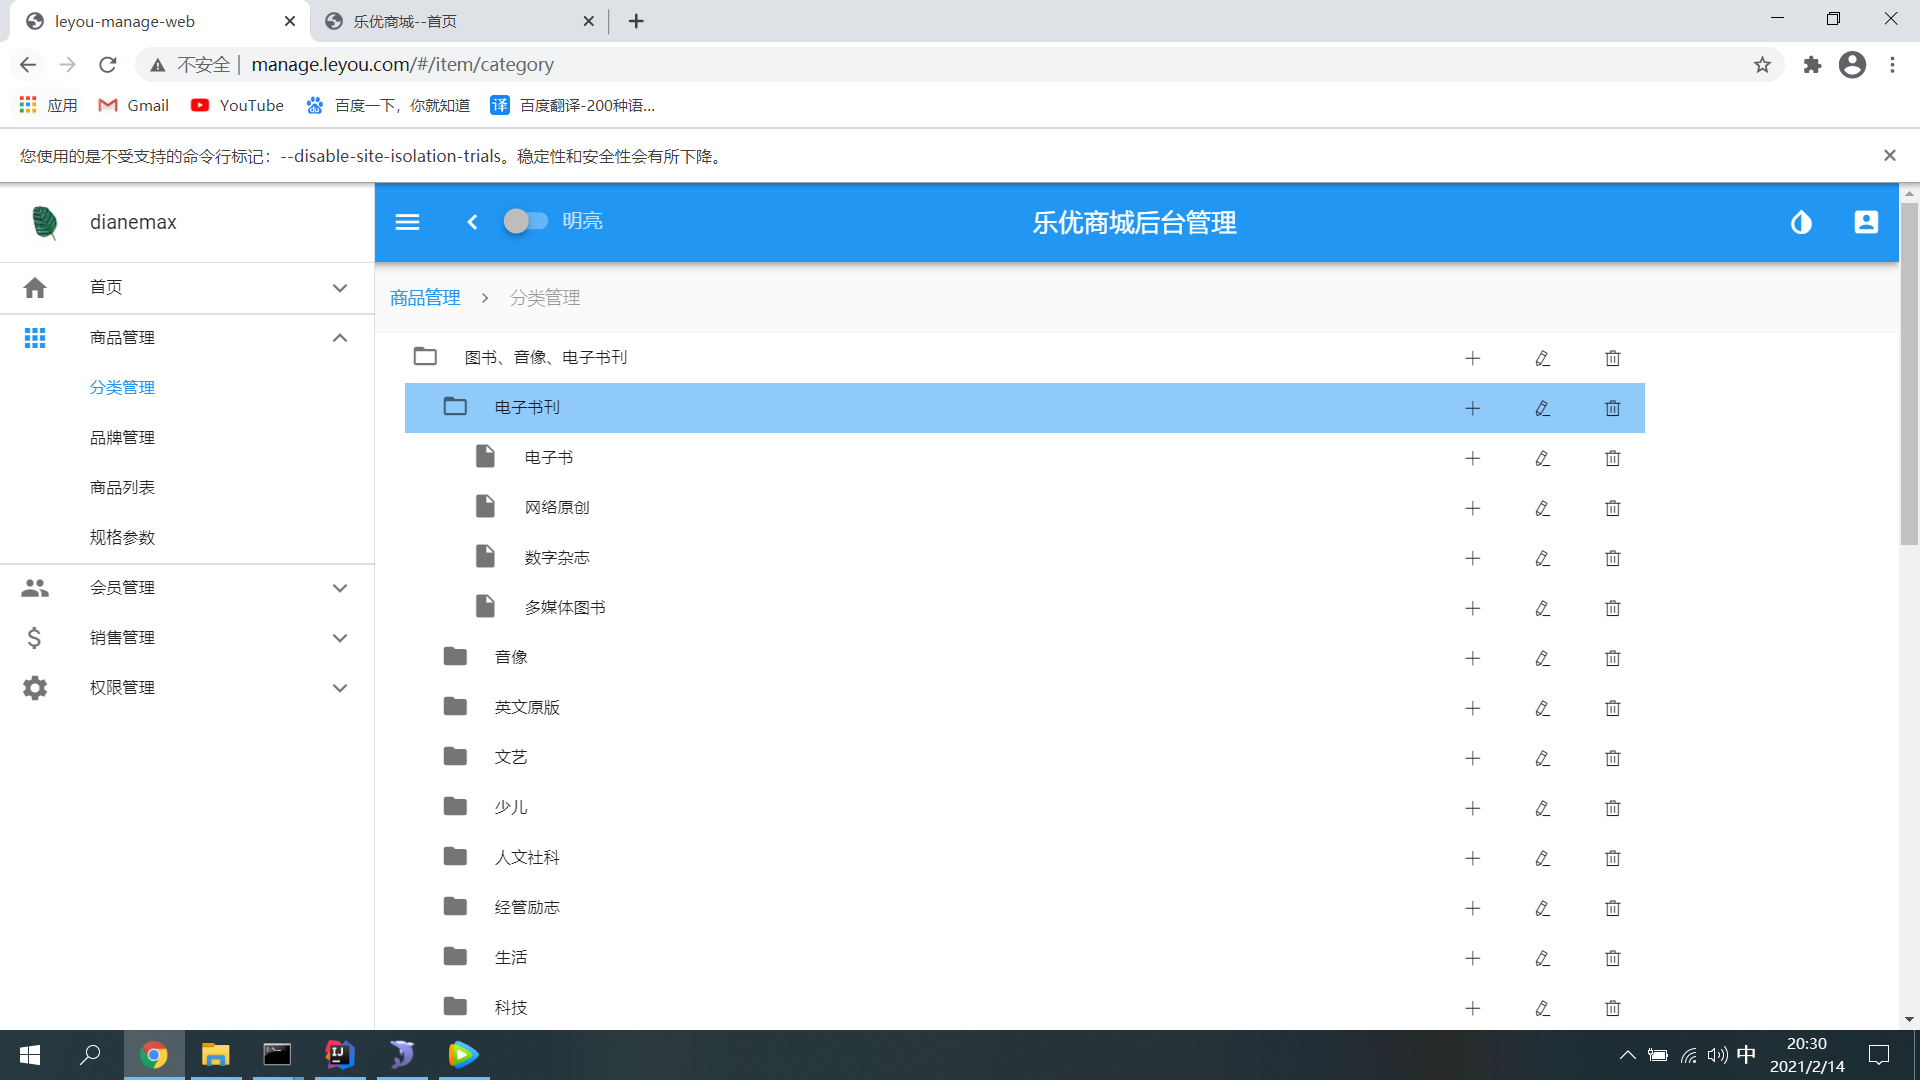 leyou-manage-web
乐优商城--首页
不安全
manage.leyou.com/#/item/category
应用
Gmail
YouTube
百度一下，你就知道
译
百度翻译-200种语...
您使用的是不受支持的命令行标记：--disable-site-isolation-trials。稳定性和安全性会有所下降。
dianemax
明亮
乐优商城后台管理
首页
商品管理
分类管理
品牌管理
商品列表
规格参数
会员管理
销售管理
权限管理
商品管理
分类管理
图书、音像、电子书刊
电子书刊
电子书
网络原创
数字杂志
多媒体图书
音像
英文原版
文艺
少儿
人文社科
经管励志
生活
科技
IJ
中
20:30
2021/2/14